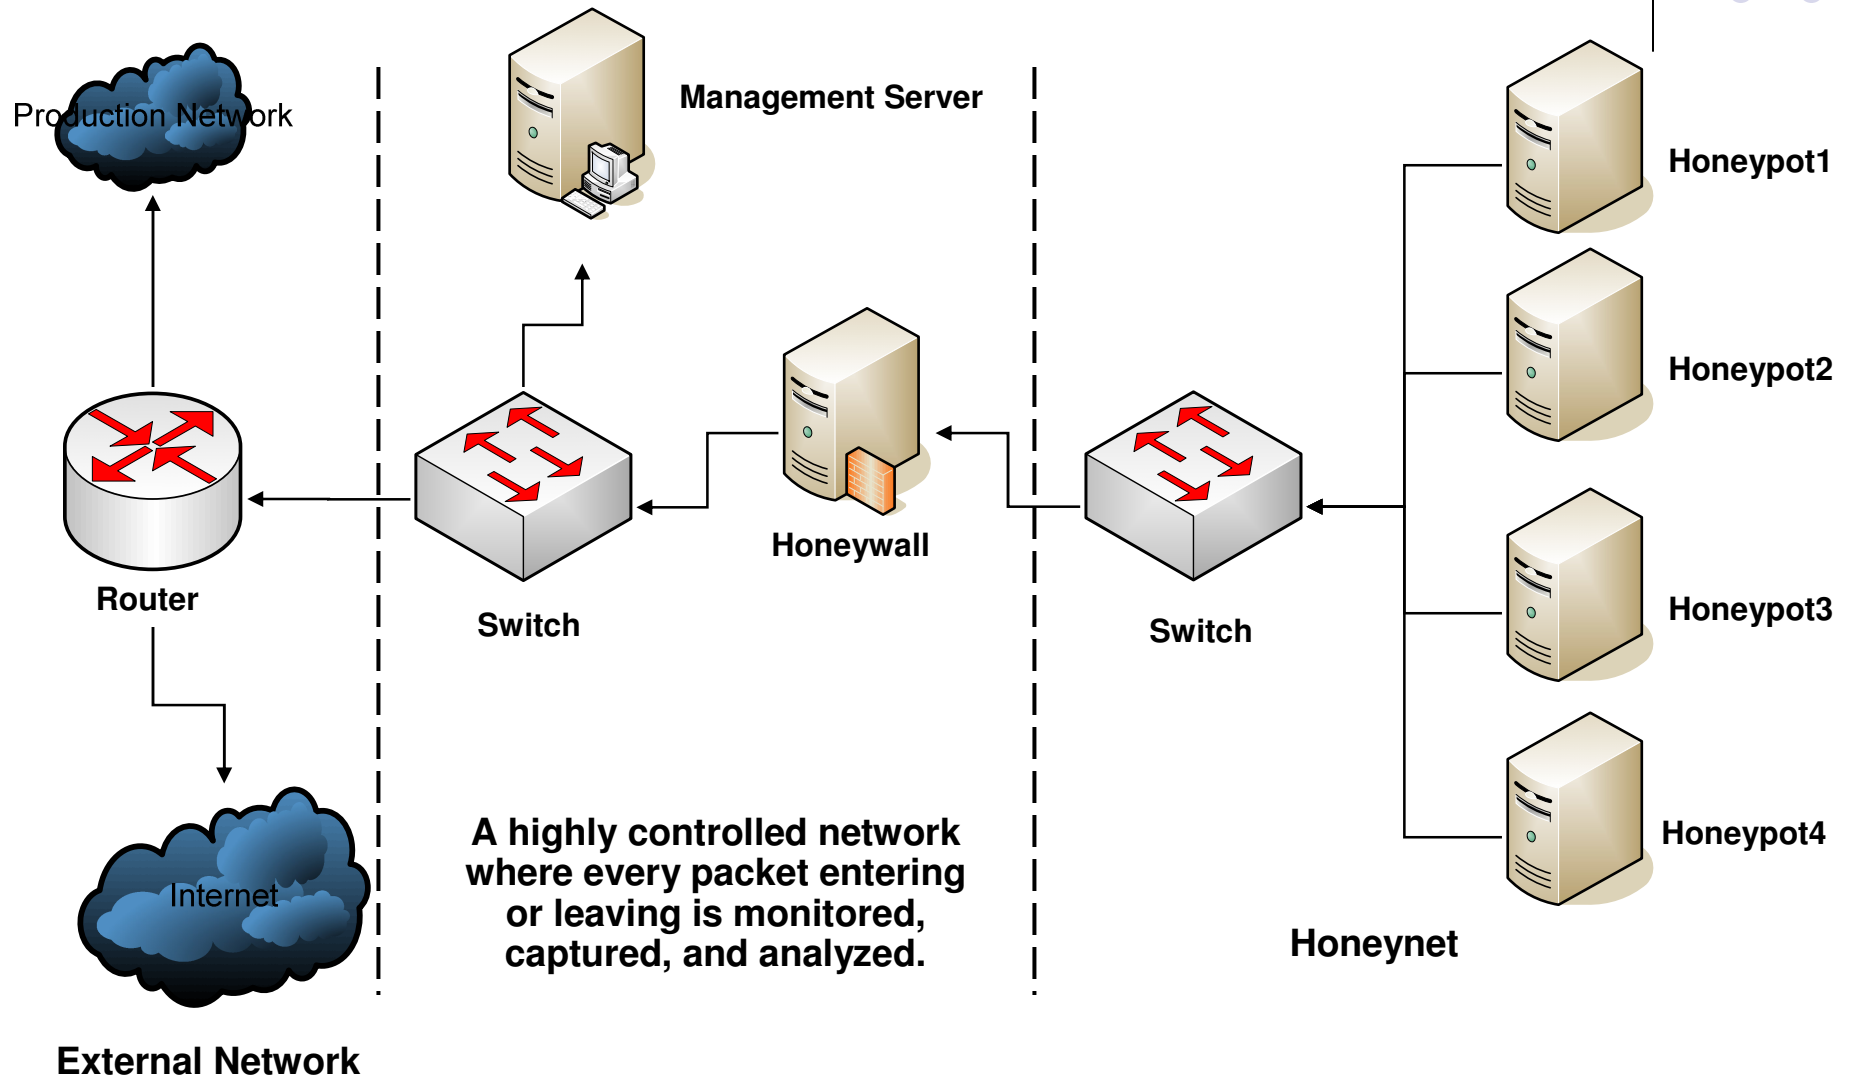 Production Network
Management Server
Honeypot1
Honeypot2
Honeywall
Router
Switch
Switch
Honeypot3
Honeypot4
Internet
A highly controlled network
where every packet entering
or leaving is monitored,
captured, and analyzed.
Honeynet
External Network